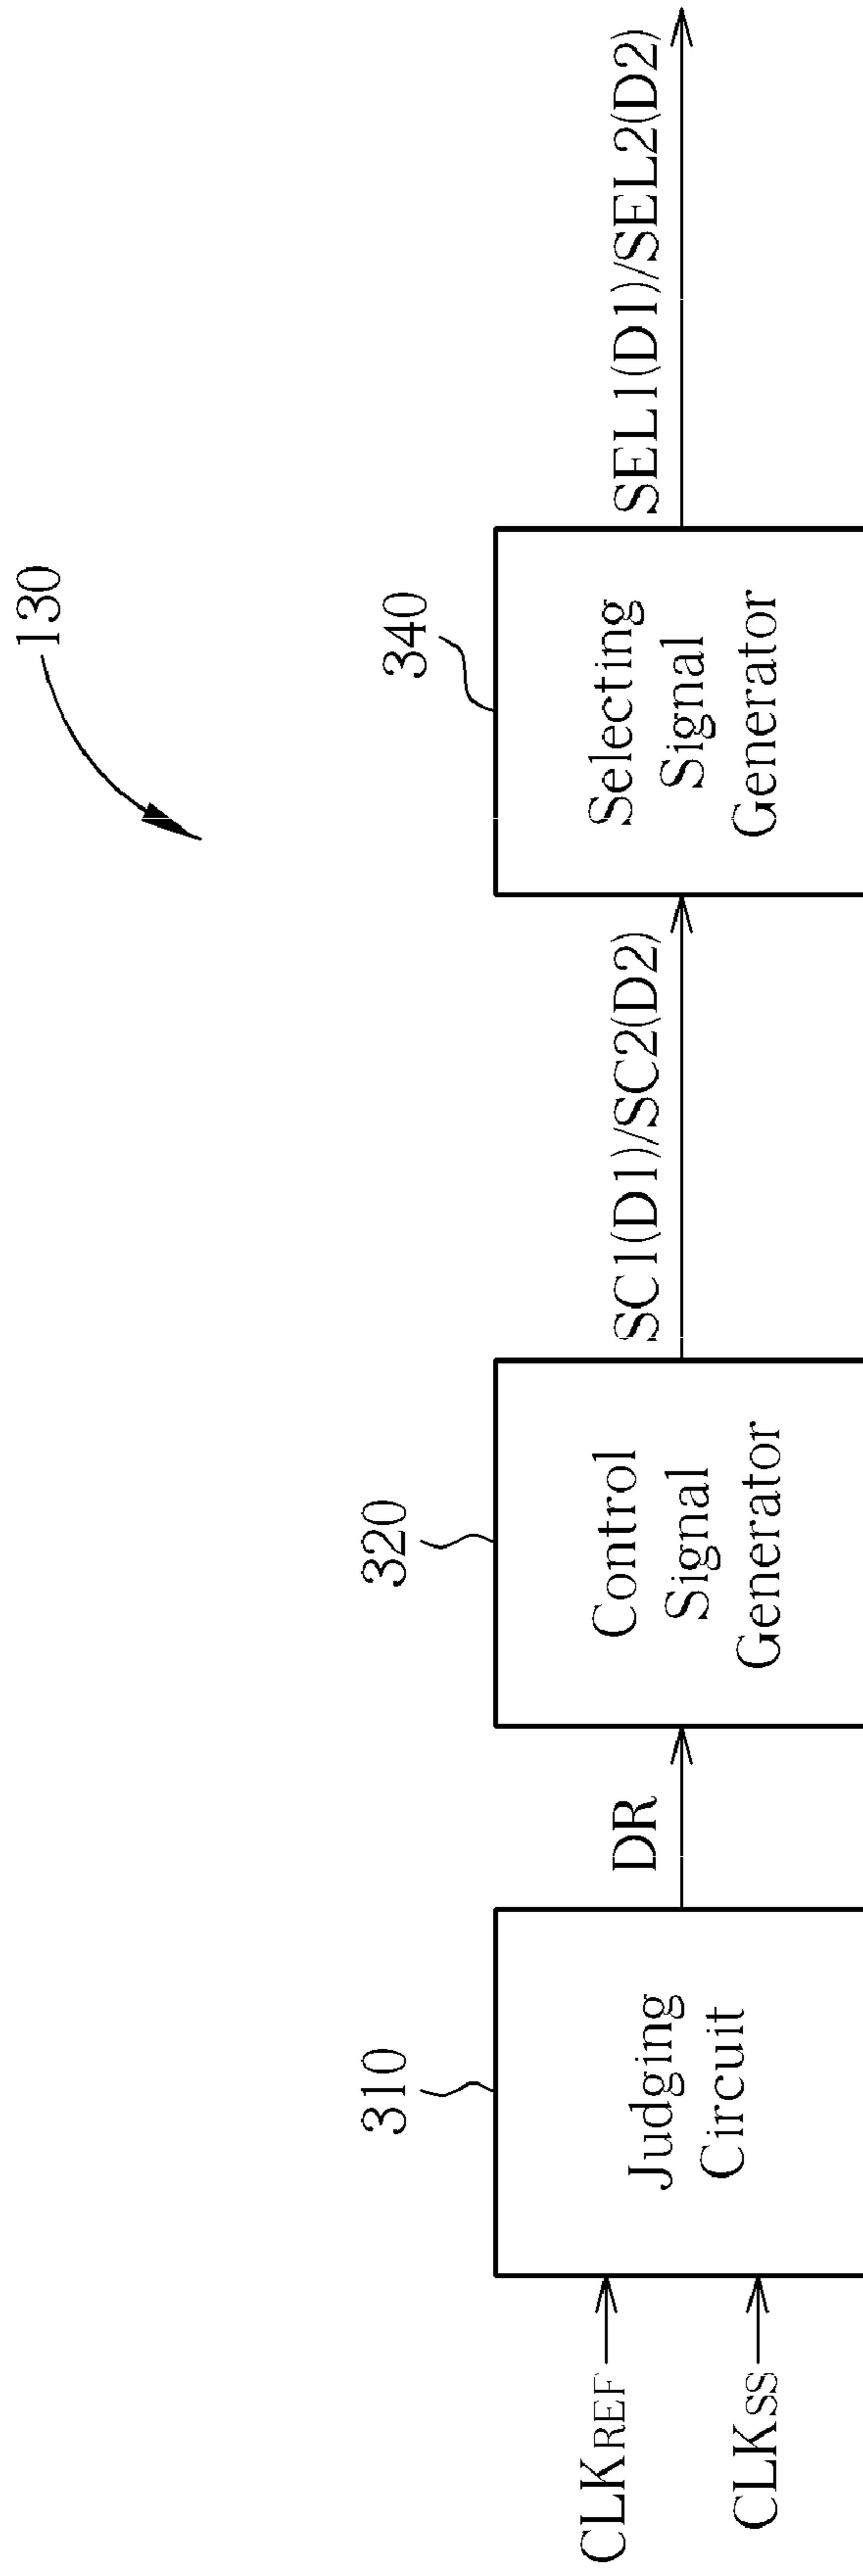 130
310
320
340
CLKREF
CLKSS
Judging
Circuit
DR
Control
Signal
Generator
SC1(D1)/SC2(D2)
Selecting
Signal
Generator
SEL1(D1)/SEL2(D2)